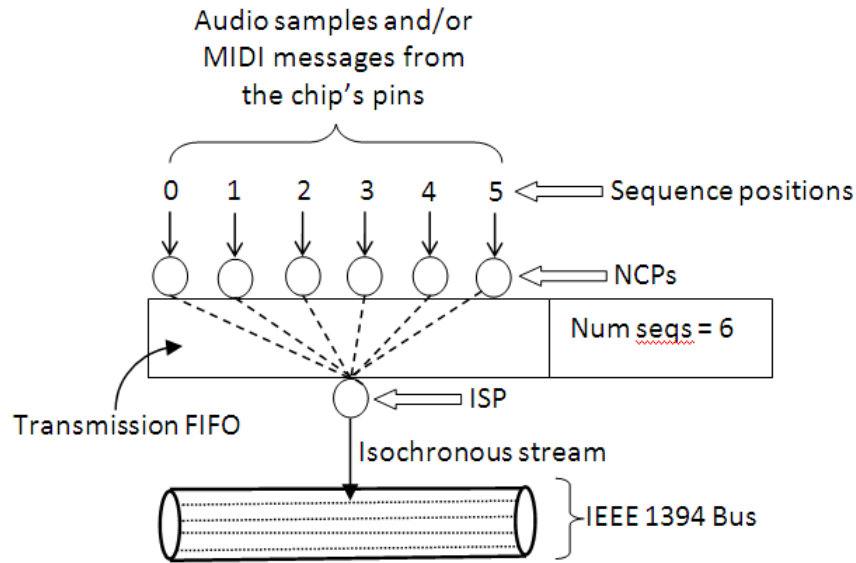 Audio samples and/or
MIDI messages from
the chip's pins
0 1 2 3 4 5
Sequence positions
NCPs
Num seqs = 6
ISP
Transmission FIFO
Isochronous stream
IEEE 1394 Bus